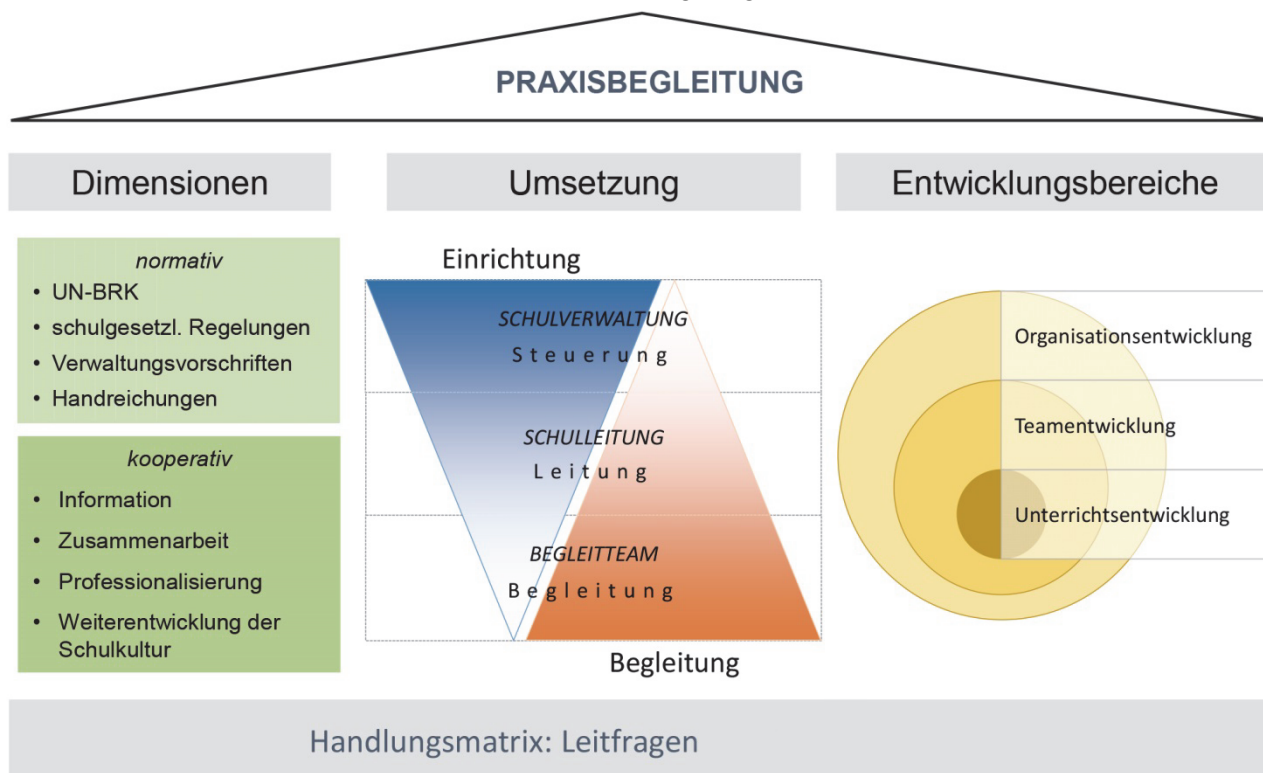 PRAXISBEGLEITUNG
Dimensionen
normativ
• UN-BRK
• schulgesetzl. Regelungen
• Verwaltungsvorschriften
• Handreichungen
kooperativ
• Information
• Zusammenarbeit
• Professionalisierung
• Weiterentwicklung der
Schulkultur
Umsetzung
Einrichtung
SCHULVERWALTUNG
Steuerung
SCHULLEITUNG
Leitung
BEGLEITTEAM
Begleitung
Begleitung
Entwicklungsbereiche
Organisationsentwicklung
Teamentwicklung
Unterrichtsentwicklung
Handlungsmatrix: Leitfragen